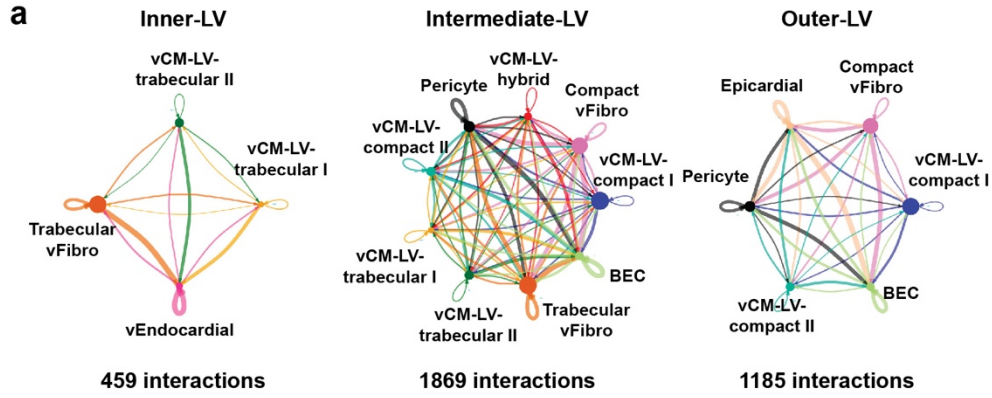 a
Inner-LV
vCM-LV-
trabecular II
vCM-LV-
trabecular I
Trabecular
vFibro
vEndocardial
459 interactions
Intermediate-LV
vCM-LV-
hybrid
Pericyte
Compact
vFibro
vCM-LV-
compact II
vCM-LV-
compact I
vCM-LV-
trabecular I
BEC
vCM-LV-
trabecular II
Trabecular
vFibro
1869 interactions
Outer-LV
Epicardial
Compact
vFibro
Pericyte
vCM-LV-
compact I
vCM-LV-
compact II
BEC
1185 interactions